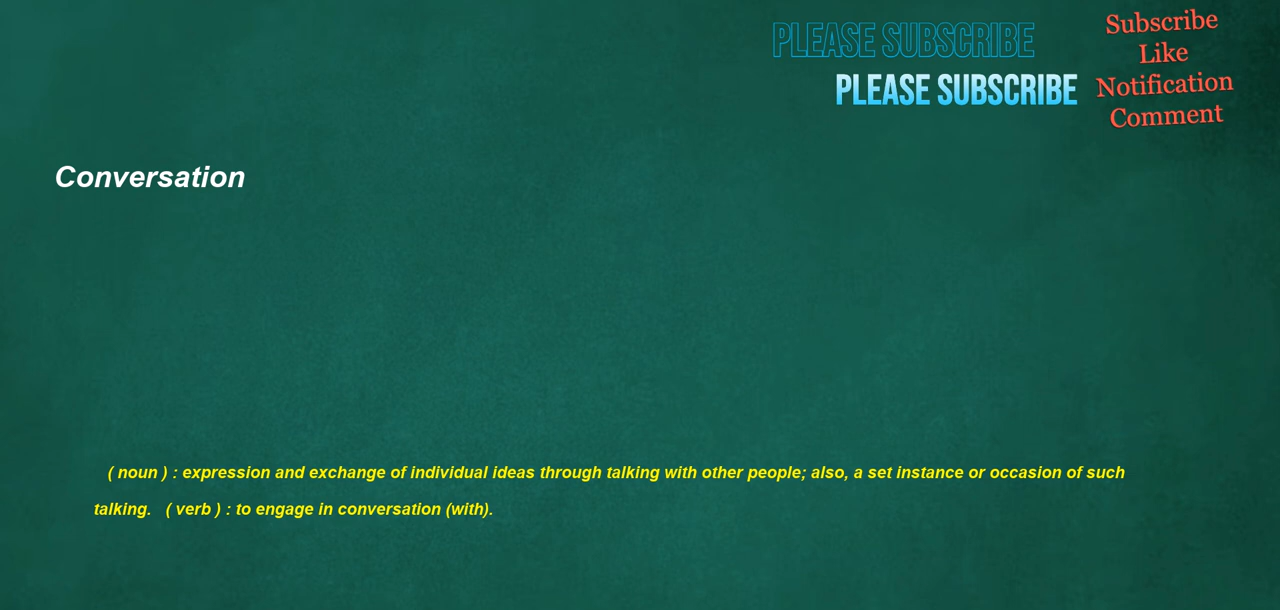 PLEASE SUBSCRIBE
PLEASE SUBSCRIBE
Subscribe
Like
Notification
Comment
Conversation
( noun ) : expression and exchange of individual ideas through talking with other people; also, a set instance or occasion of such
talking. ( verb ) : to engage in conversation (with).